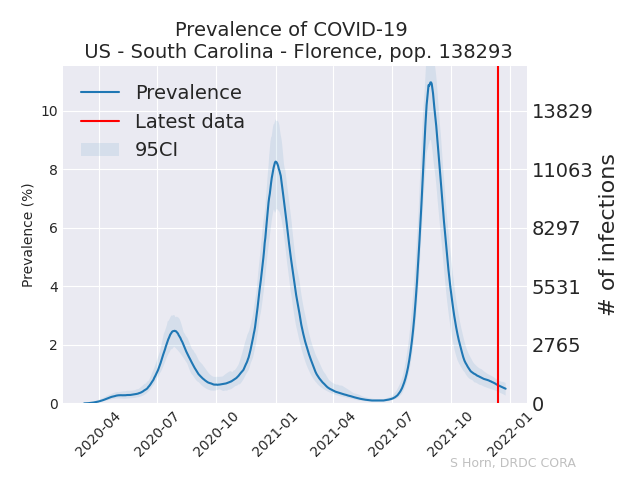 Prevalence of COVID-19
US - South Carolina - Florence, pop. 138293
Prevalence
Latest data
95CI
Prevalence (%)
10
8
6
4
2
0
13829
11063
8297
5531
2765
0
# of infections
2020-04
2020-07
2020-10
2021-01
2021-04
2021-07
2021-10
2022-01
S Horn, DRDC CORA